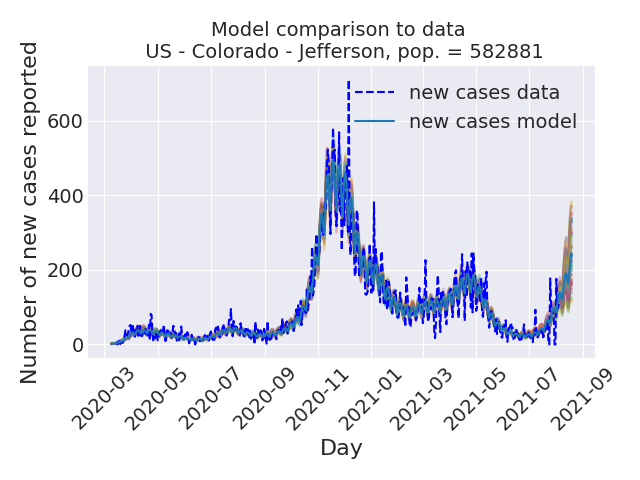 Model comparison to data
US - Colorado - Jefferson, pop. = 582881
Number of new cases reported
600
400
200
0
new cases data
new cases model
2020-03
2020-05
2020-07
2020-09
2020-11
2021-01
2021-03
2021-05
2021-07
2021-09
Day